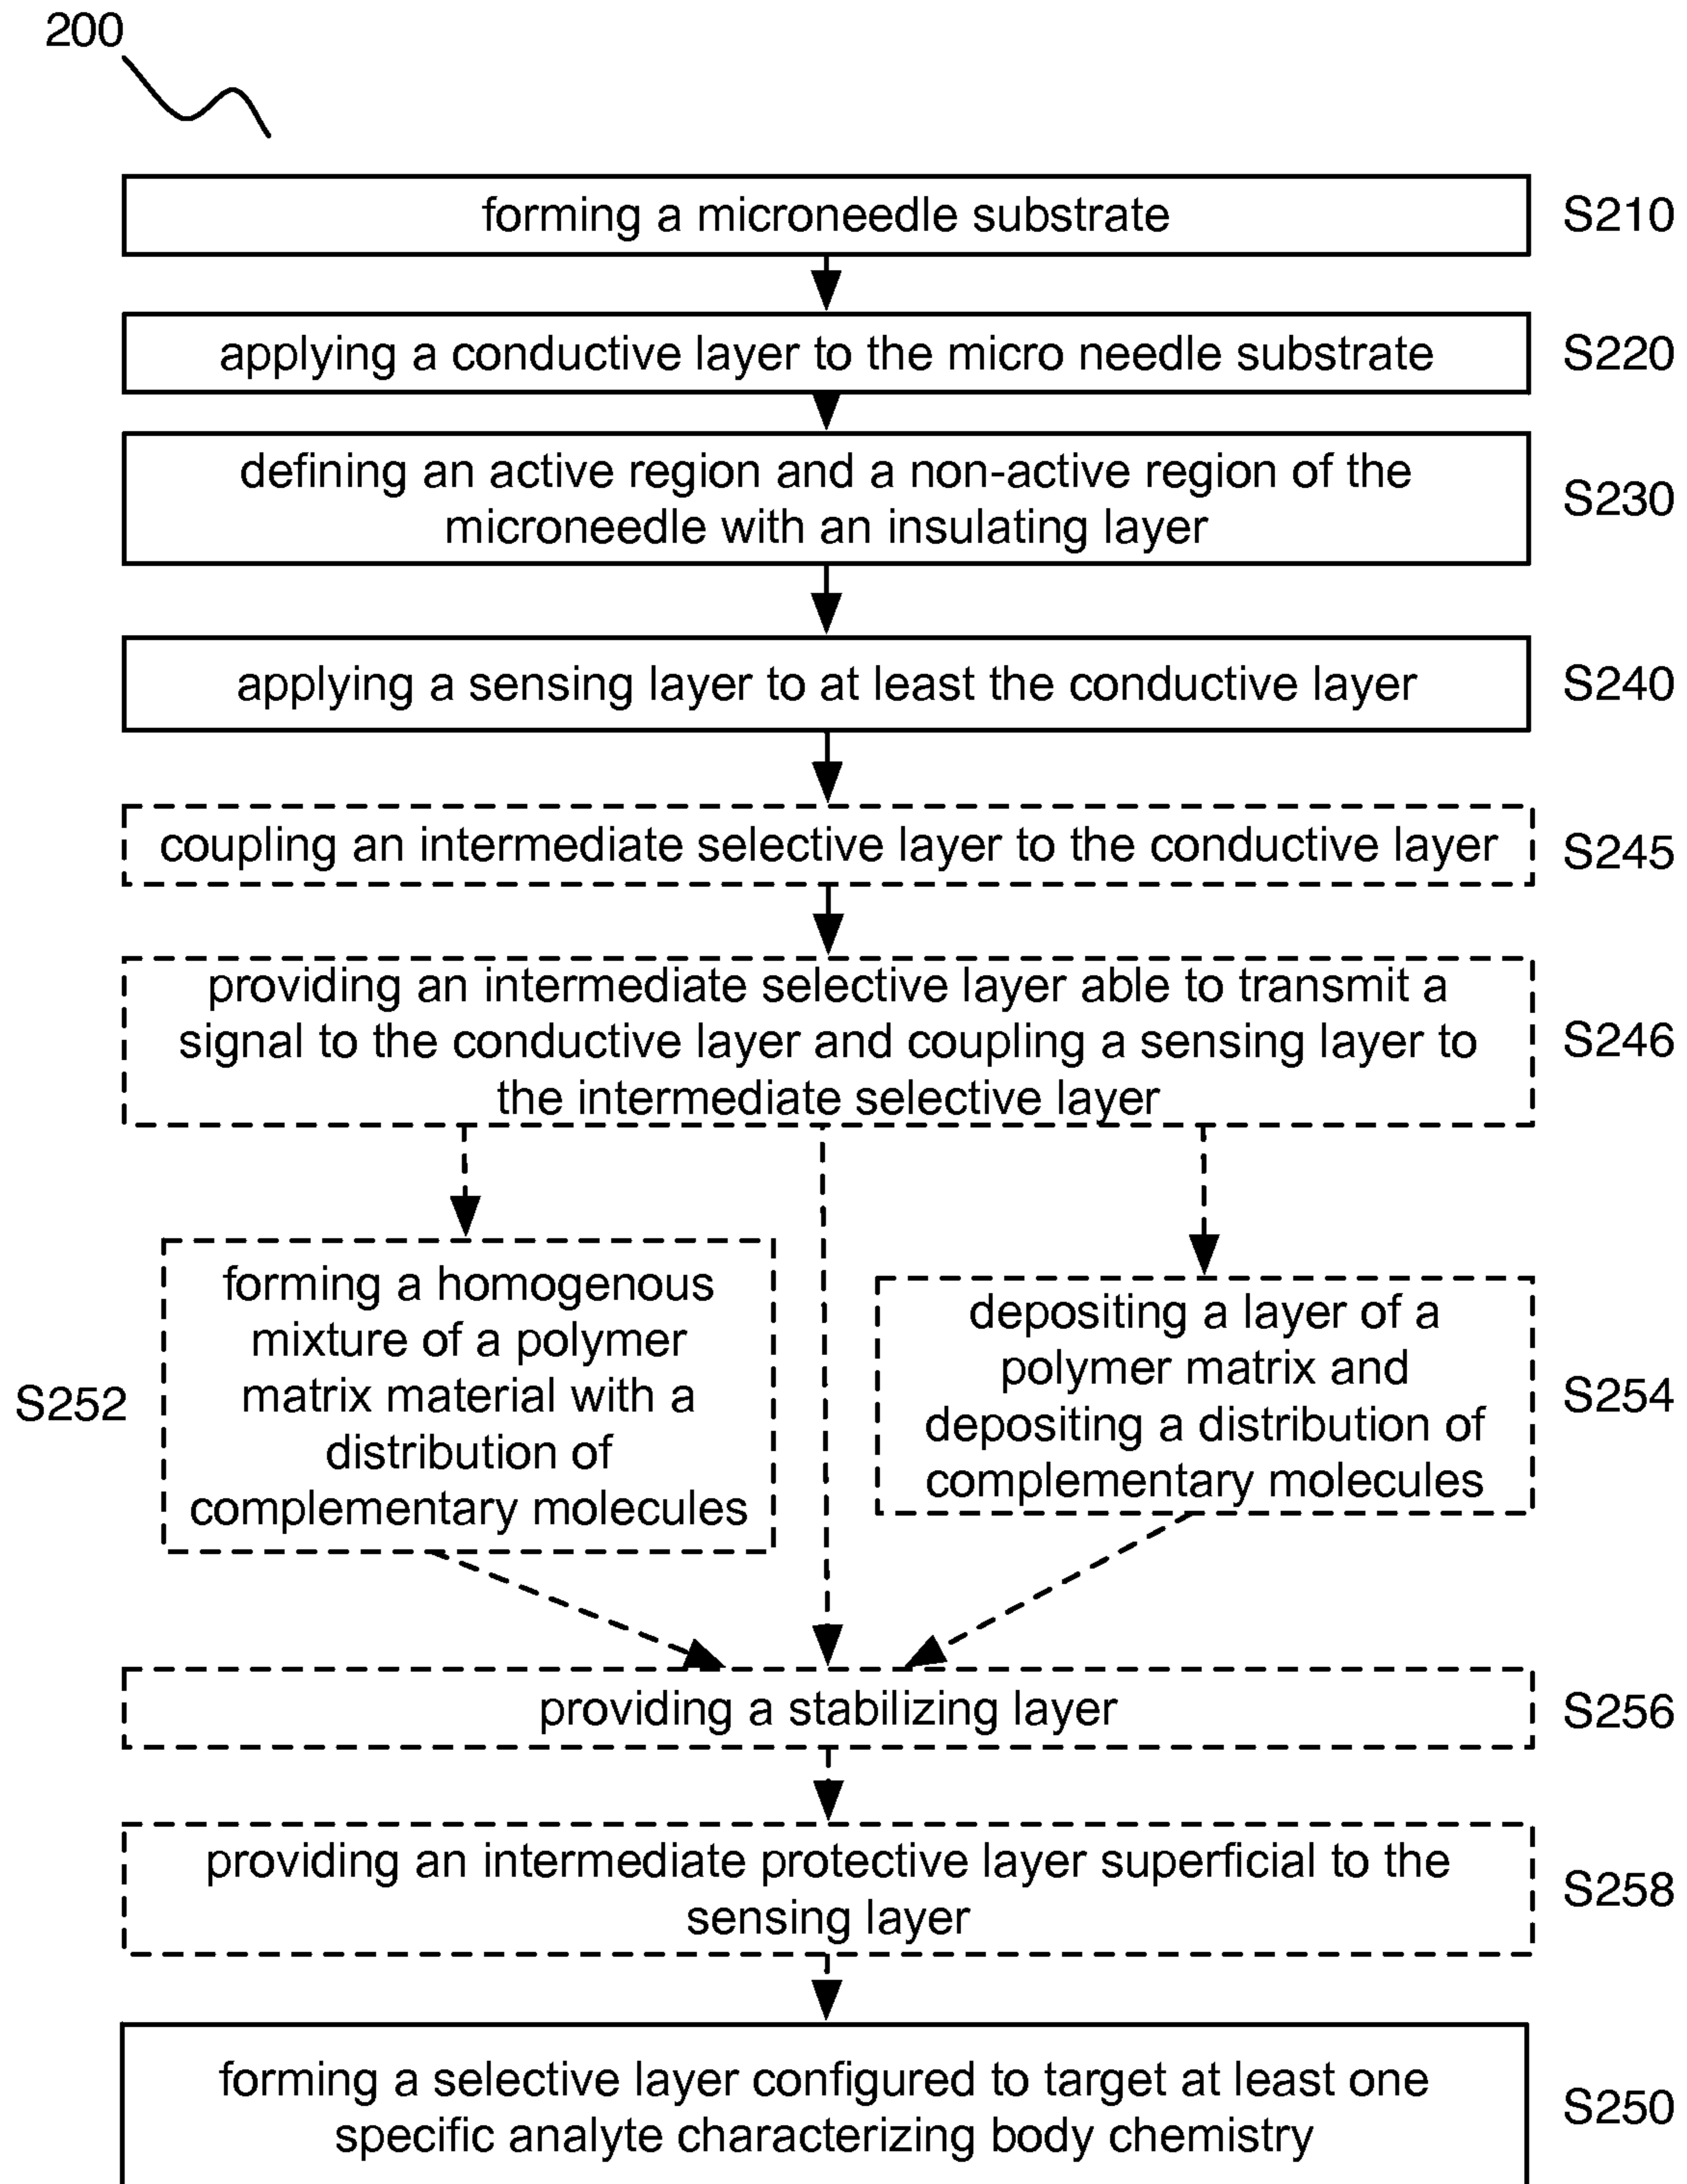 200
forming a microneedle substrate
S210
applying a conductive layer to the micro needle substrate
S220
defining an active region and a non-active region of the
microneedle with an insulating layer
S230
applying a sensing layer to at least the conductive layer
S240
coupling an intermediate selective layer to the conductive layer
S245
providing an intermediate selective layer able to transmit a
signal to the conductive layer and coupling a sensing layer to
the intermediate selective layer
S246
S252
forming a homogenous
mixture of a polymer
matrix material with a
distribution of
complementary molecules
depositing a layer of a
polymer matrix and
depositing a distribution of
complementary molecules
S254
providing a stabilizing layer
S256
providing an intermediate protective layer superficial to the
sensing layer
S258
forming a selective layer configured to target at least one
specific analyte characterizing body chemistry
S250